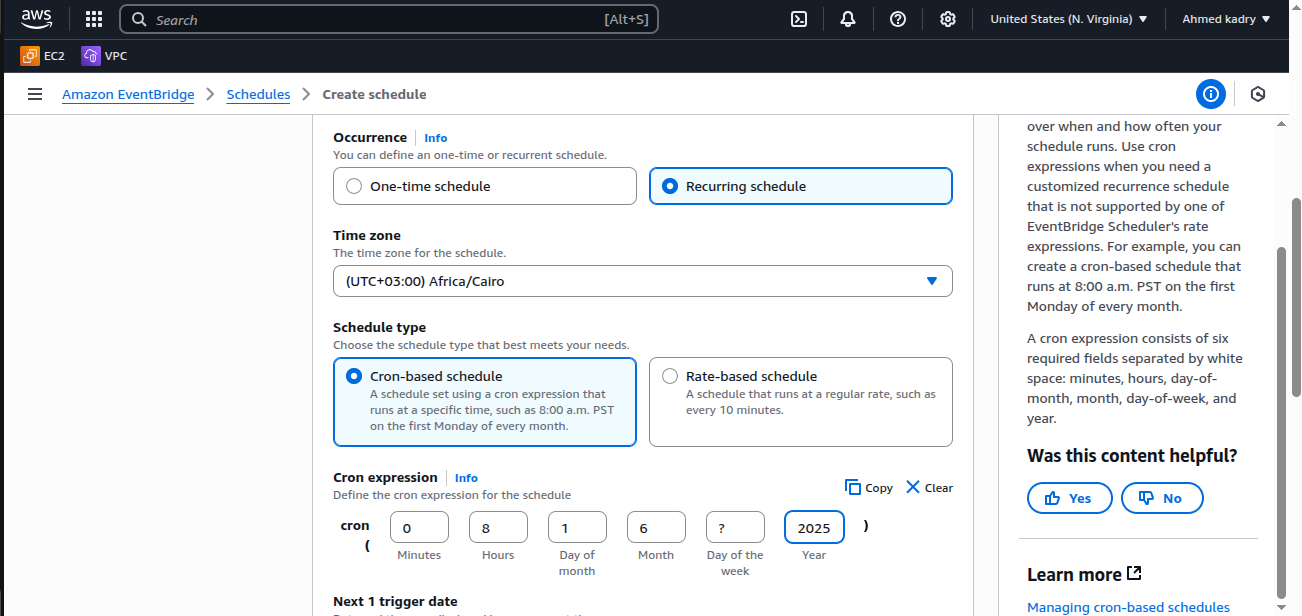 aws
Search [Alt+S]
United States (N. Virginia)
Ahmed kadry
EC2
VPC
Amazon EventBridge
Schedules
Create schedule
Occurrence
Info
You can define an one-time or recurrent schedule.
One-time schedule
Recurring schedule
Time zone
The time zone for the schedule.
(UTC+03:00) Africa/Cairo
Schedule type
Choose the schedule type that best meets your needs.
Cron-based schedule
A schedule set using a cron expression that
runs at a specific time, such as 8:00 a.m. PST
on the first Monday of every month.
Rate-based schedule
A schedule that runs at a regular rate, such as
every 10 minutes.
Cron expression
Info
Define the cron expression for the schedule
Copy
Clear
cron
(
0
8
1
6
?
2025
)
Minutes
Hours
Day of
month
Month
Day of the
week
Year
Next 1 trigger date
over when and how often your
schedule runs. Use cron
expressions when you need a
customized recurrence schedule
that is not supported by one of
EventBridge Scheduler's rate
expressions. For example, you can
create a cron-based schedule that
runs at 8:00 a.m. PST on the first
Monday of every month.
A cron expression consists of six
required fields separated by white
space: minutes, hours, day-of-
month, month, day-of-week, and
year.
Was this content helpful?
Yes
No
Learn more
Managing cron-based schedules